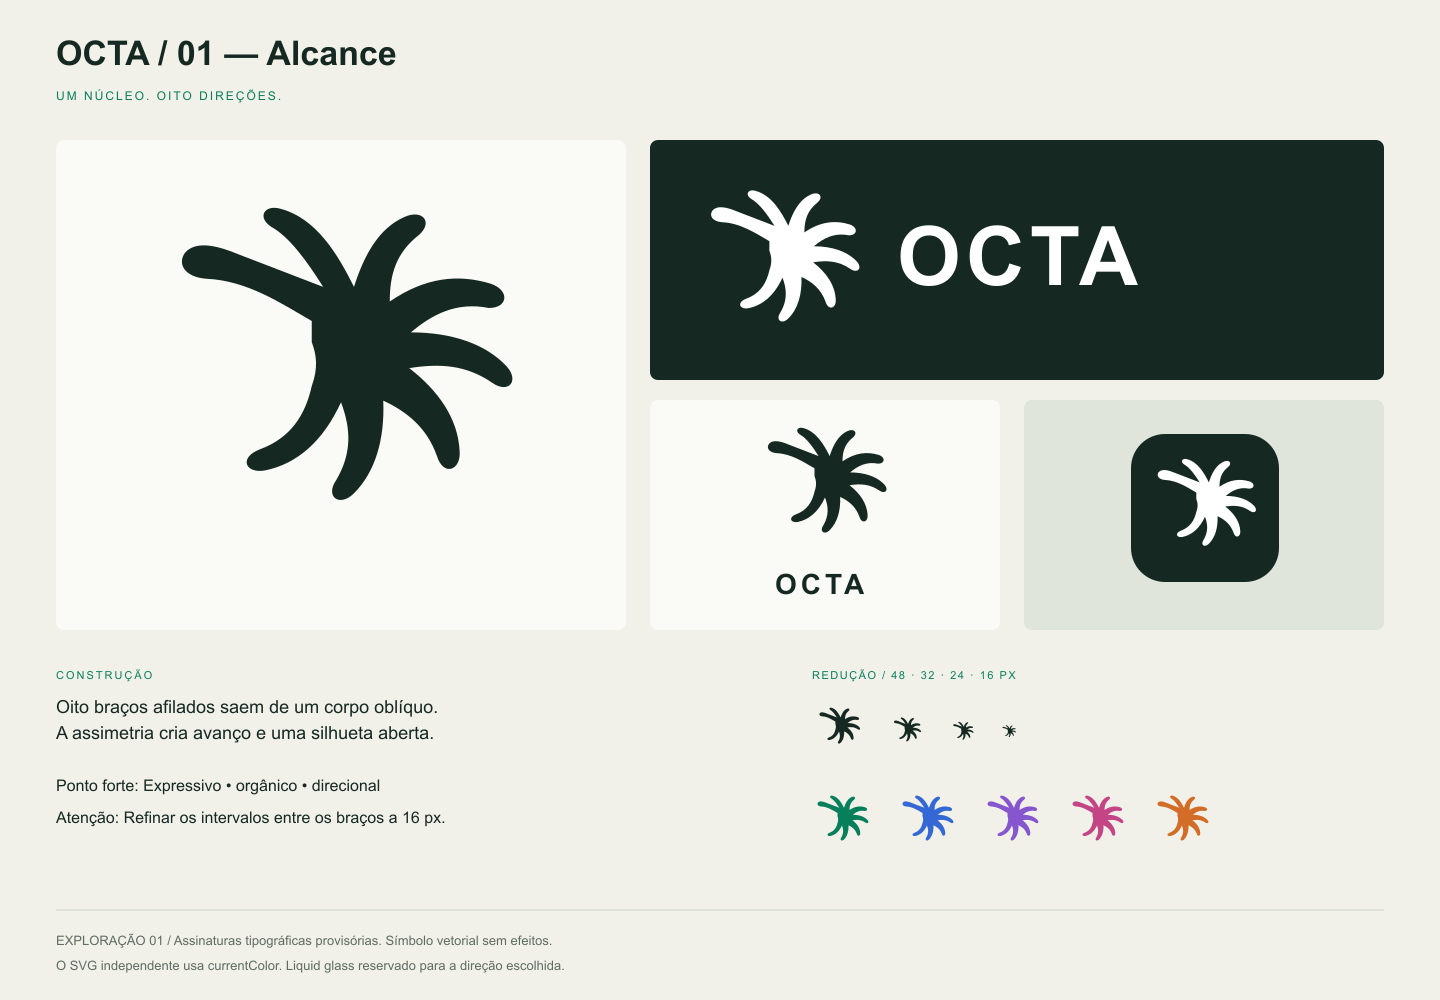 OCTA / 01 — Alcance
UM NÚCLEO. OITO DIREÇÕES.
OCTA
OCTA
CONSTRUÇÃO
Oito braços afilados saem de um corpo oblíquo.
A assimetria cria avanço e uma silhueta aberta.
Ponto forte: Expressivo • orgânico • direcional
Atenção: Refinar os intervalos entre os braços a 16 px.
REDUÇÃO / 48 · 32 · 24 · 16 PX
EXPLORAÇÃO 01 / Assinaturas tipográficas provisórias. Símbolo vetorial sem efeitos.
O SVG independente usa currentColor. Liquid glass reservado para a direção escolhida.